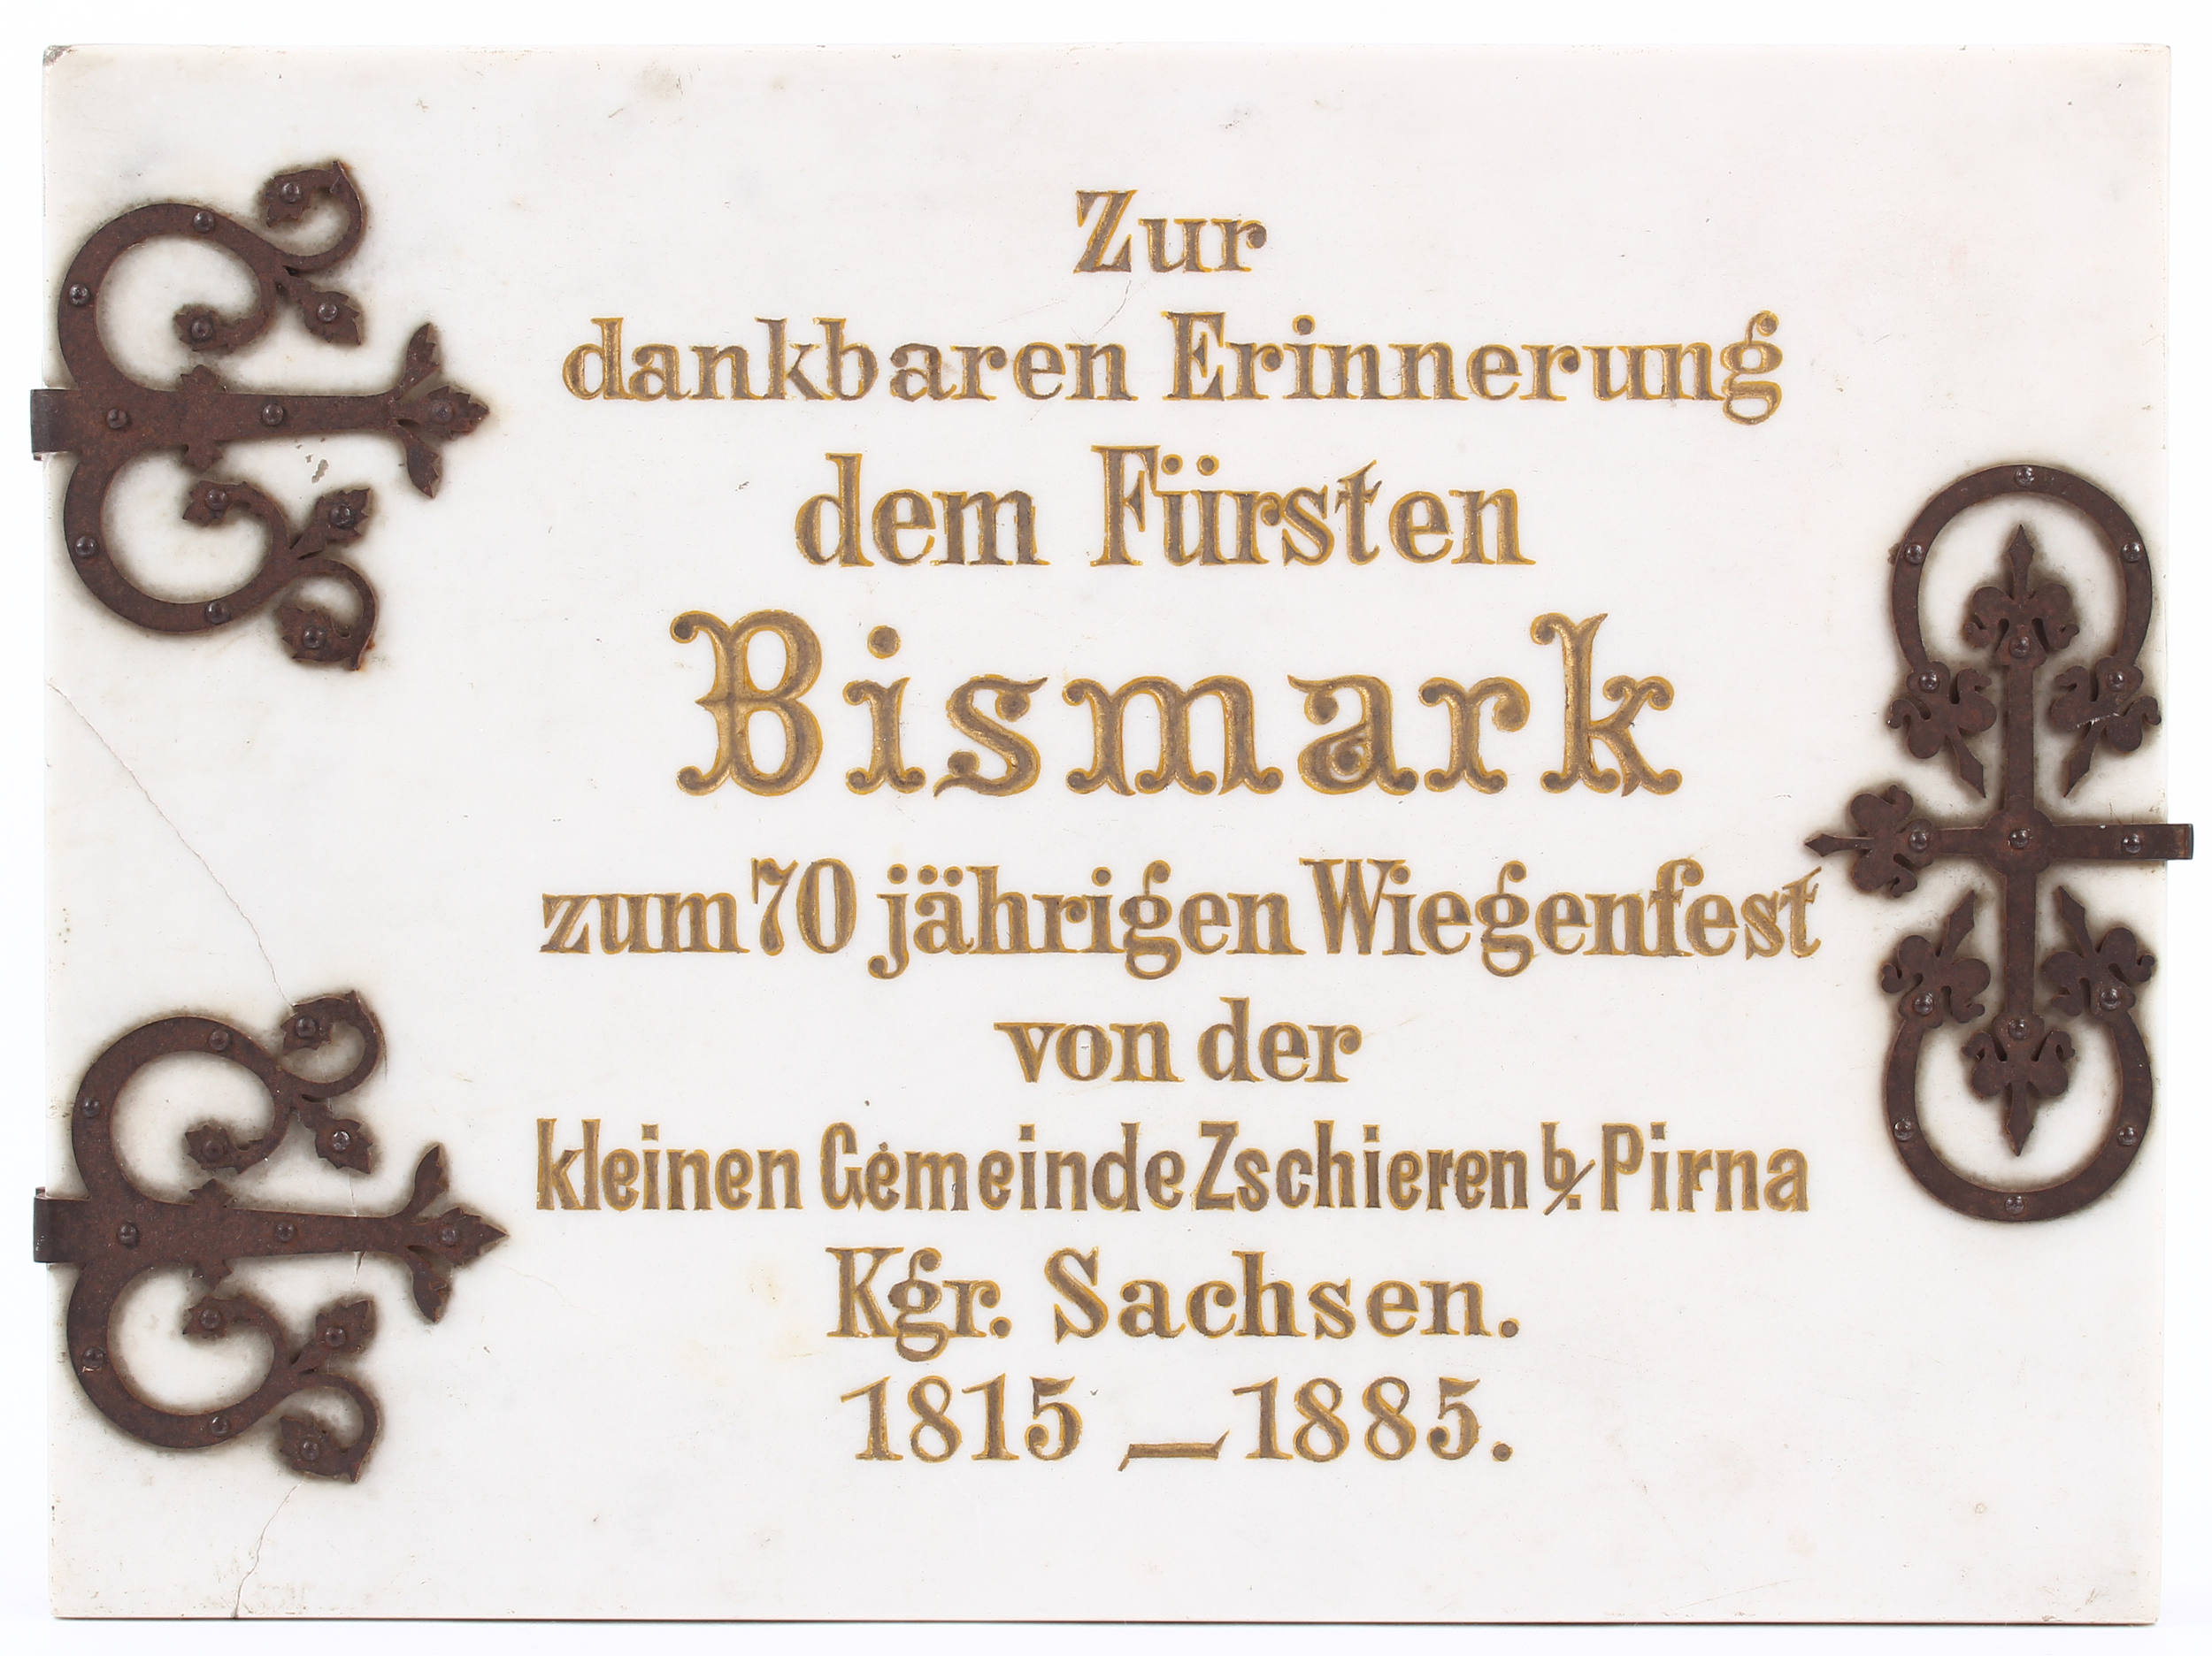 Zur
dankbaren Erinnerung
dem Fürsten
Bismark
zum 70 jährigen Wiegenfest
von der
kleinen Gemeinde Zschieren b/. Pirna
Kgr. Sachsen.
1815 — 1885.